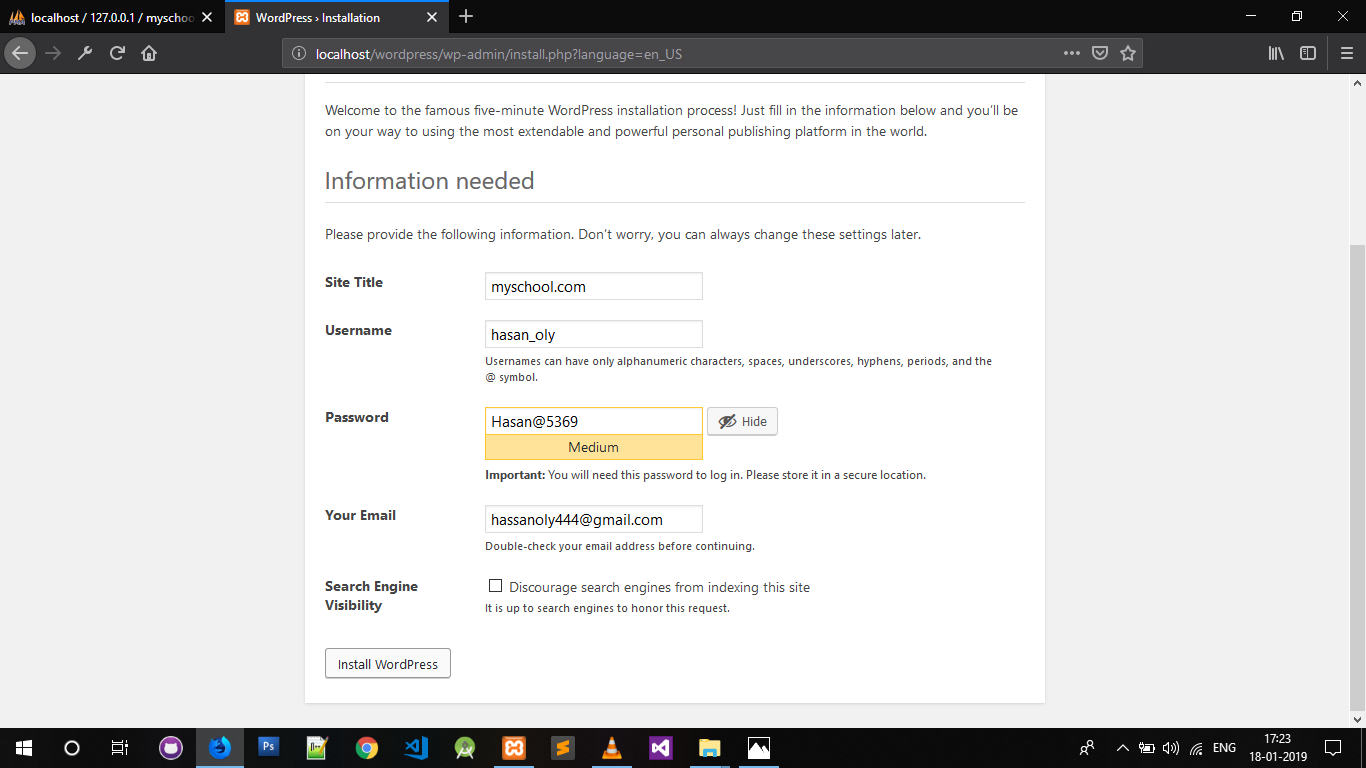 localhost / 127.0.0.1 / myschoo
WordPress › Installation
localhost/wordpress/wp-admin/install.php?language=en_US
Welcome to the famous five-minute WordPress installation process! Just fill in the information below and you’ll be
on your way to using the most extendable and powerful personal publishing platform in the world.
Information needed
Please provide the following information. Don’t worry, you can always change these settings later.
Site Title
myschool.com
Username
hasan_oly
Usernames can have only alphanumeric characters, spaces, underscores, hyphens, periods, and the
@ symbol.
Password
Hasan@5369
Hide
Medium
Important: You will need this password to log in. Please store it in a secure location.
Your Email
hassanoly444@gmail.com
Double-check your email address before continuing.
Search Engine
Visibility
Discourage search engines from indexing this site
It is up to search engines to honor this request.
Install WordPress
Ps
ENG
17:23
18-01-2019